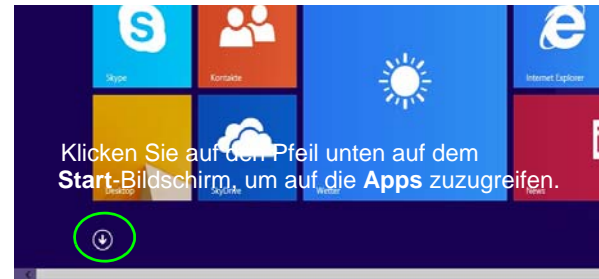 S
Skype
Kontakte
Internet Explorer
Klicken Sie auf den Pfeil unten auf dem
Start-Bildschirm, um auf die Apps zuzugreifen.
Desktop
SkyDrive
Wetter
News